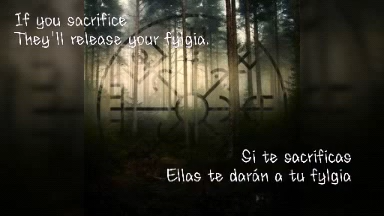 If you sacrifice
They'll release your fylgia.
Si te sacrificas
Ellas te darán a tu fylgia